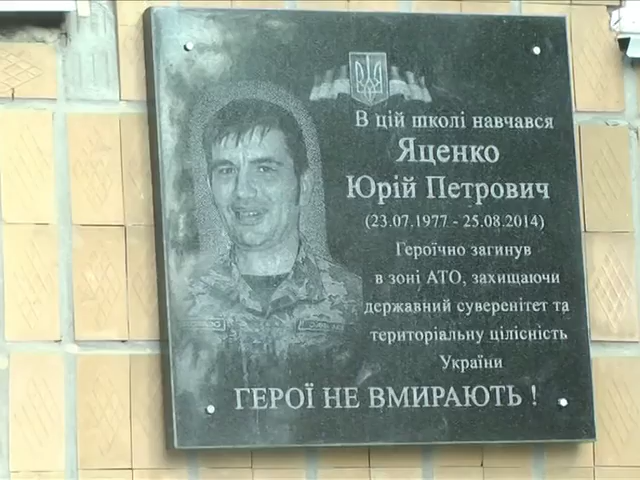 В цій школі навчався
Яценко
Юрій Петрович
(23.07.1977 - 25.08.2014)
Героїчно загинув
в зоні АТО, захищаючи
державний суверенітет та
територіальну цілісність
України
ГЕРОЇ НЕ ВМИРАЮТЬ !